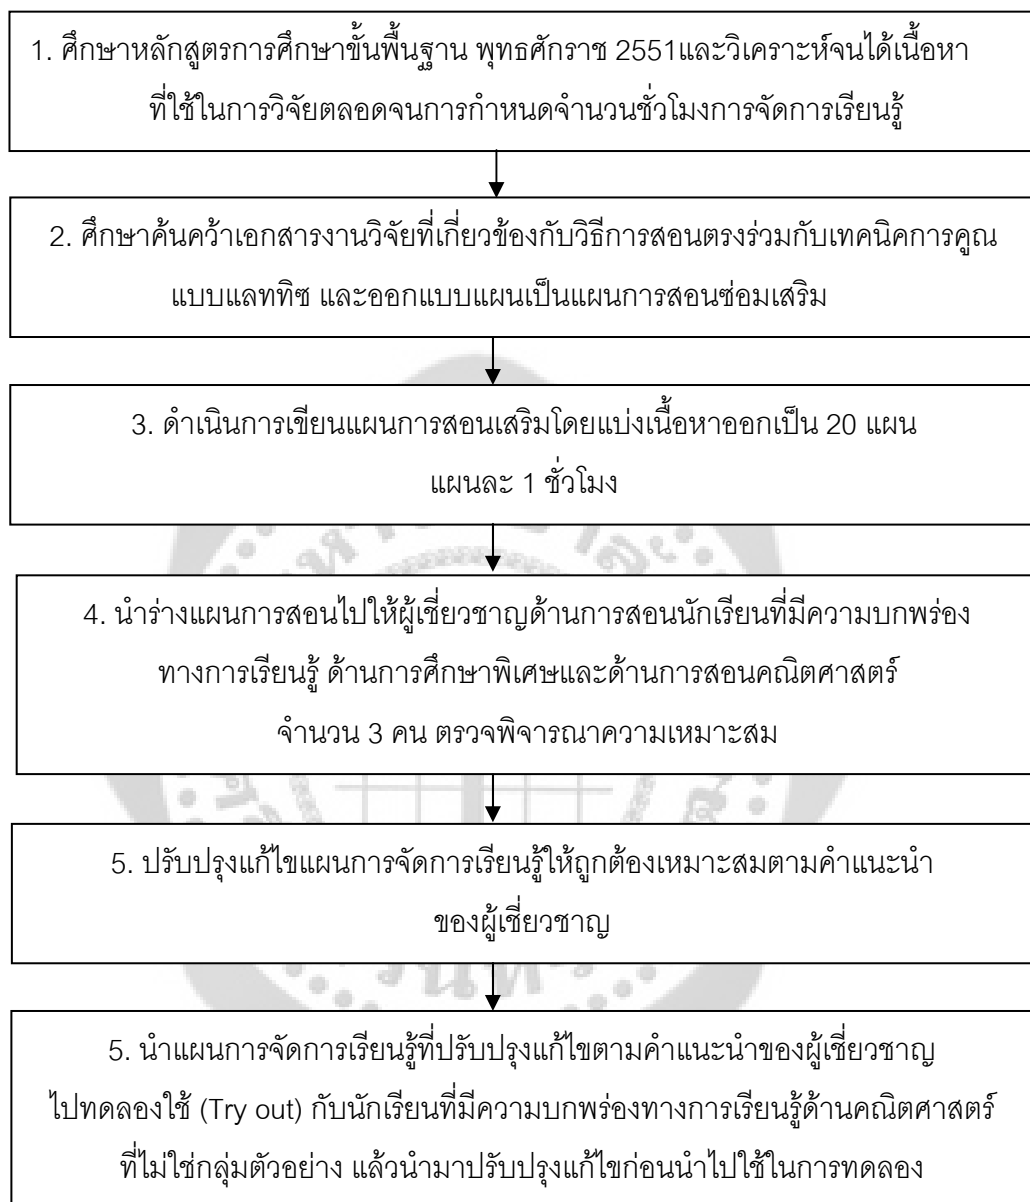 1. ศึกษาหลักสูตรการศึกษาขั้นพื้นฐาน พุทธศักราช 2551และวิเคราะห์จนได้เนื้อหา
ที่ใช้ในการวิจัยตลอดจนการกำหนดจำนวนชั่วโมงการจัดการเรียนรู้
2. ศึกษาค้นคว้าเอกสารงานวิจัยที่เกี่ยวข้องกับวิธีการสอนตรงร่วมกับเทคนิคการคูณ
แบบแลททิซ และออกแบบแผนเป็นแผนการสอนซ่อมเสริม
3. ดำเนินการเขียนแผนการสอนเสริมโดยแบ่งเนื้อหาออกเป็น 20 แผน
แผนละ 1 ชั่วโมง
4. นำร่างแผนการสอนไปให้ผู้เชี่ยวชาญด้านการสอนนักเรียนที่มีความบกพร่อง
ทางการเรียนรู้ ด้านการศึกษาพิเศษและด้านการสอนคณิตศาสตร์
จำนวน 3 คน ตรวจพิจารณาความเหมาะสม
5. ปรับปรุงแก้ไขแผนการจัดการเรียนรู้ให้ถูกต้องเหมาะสมตามคำแนะนำ
ของผู้เชี่ยวชาญ
5. นำแผนการจัดการเรียนรู้ที่ปรับปรุงแก้ไขตามคำแนะนำของผู้เชี่ยวชาญ
ไปทดลองใช้ (Try out) กับนักเรียนที่มีความบกพร่องทางการเรียนรู้ด้านคณิตศาสตร์
ที่ไม่ใช่กลุ่มตัวอย่าง แล้วนำมาปรับปรุงแก้ไขก่อนนำไปใช้ในการทดลอง